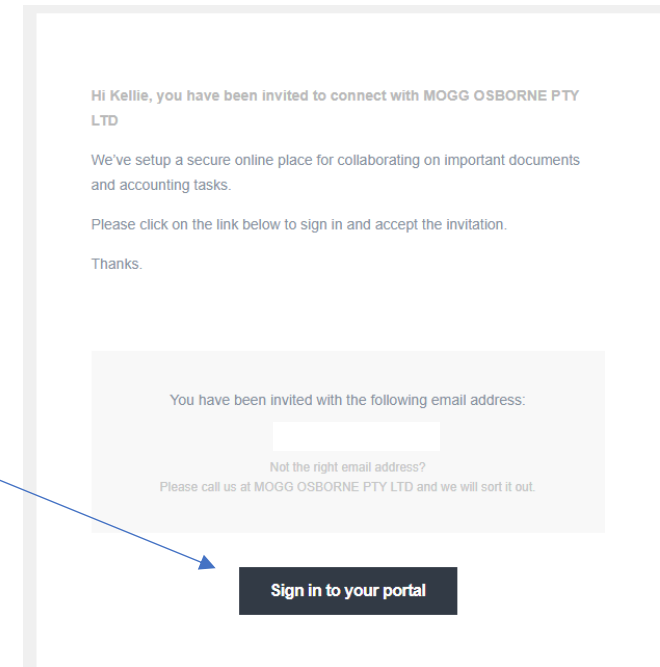 Hi Kellie, you have been invited to connect with MOGG OSBORNE PTY
LTD
We've setup a secure online place for collaborating on important documents
and accounting tasks.
Please click on the link below to sign in and accept the invitation.
Thanks.
You have been invited with the following email address:
Not the right email address?
Please call us at MOGG OSBORNE PTY LTD and we will sort it out.
Sign in to your portal